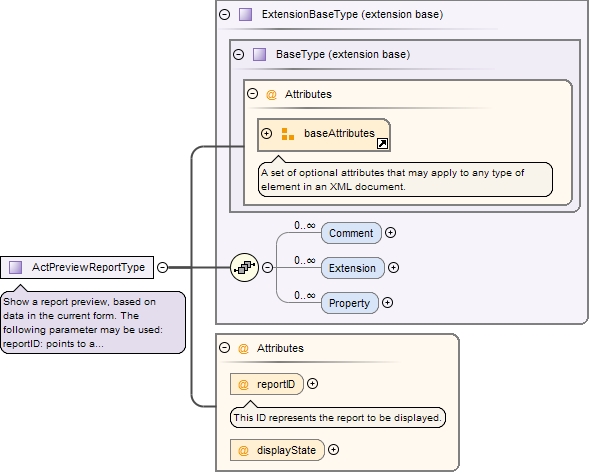 ExtensionBaseType (extension base)
BaseType (extension base)
@ Attributes
baseAttributes
A set of optional attributes that may apply to any type of
element in an XML document.
0..∞
Comment
0..∞
Extension
0..∞
Property
ActPreviewReportType
Show a report preview, based on
data in the current form. The
following parameter may be used:
reportID: points to a...
@ Attributes
@ reportID
This ID represents the report to be displayed.
@ displayState